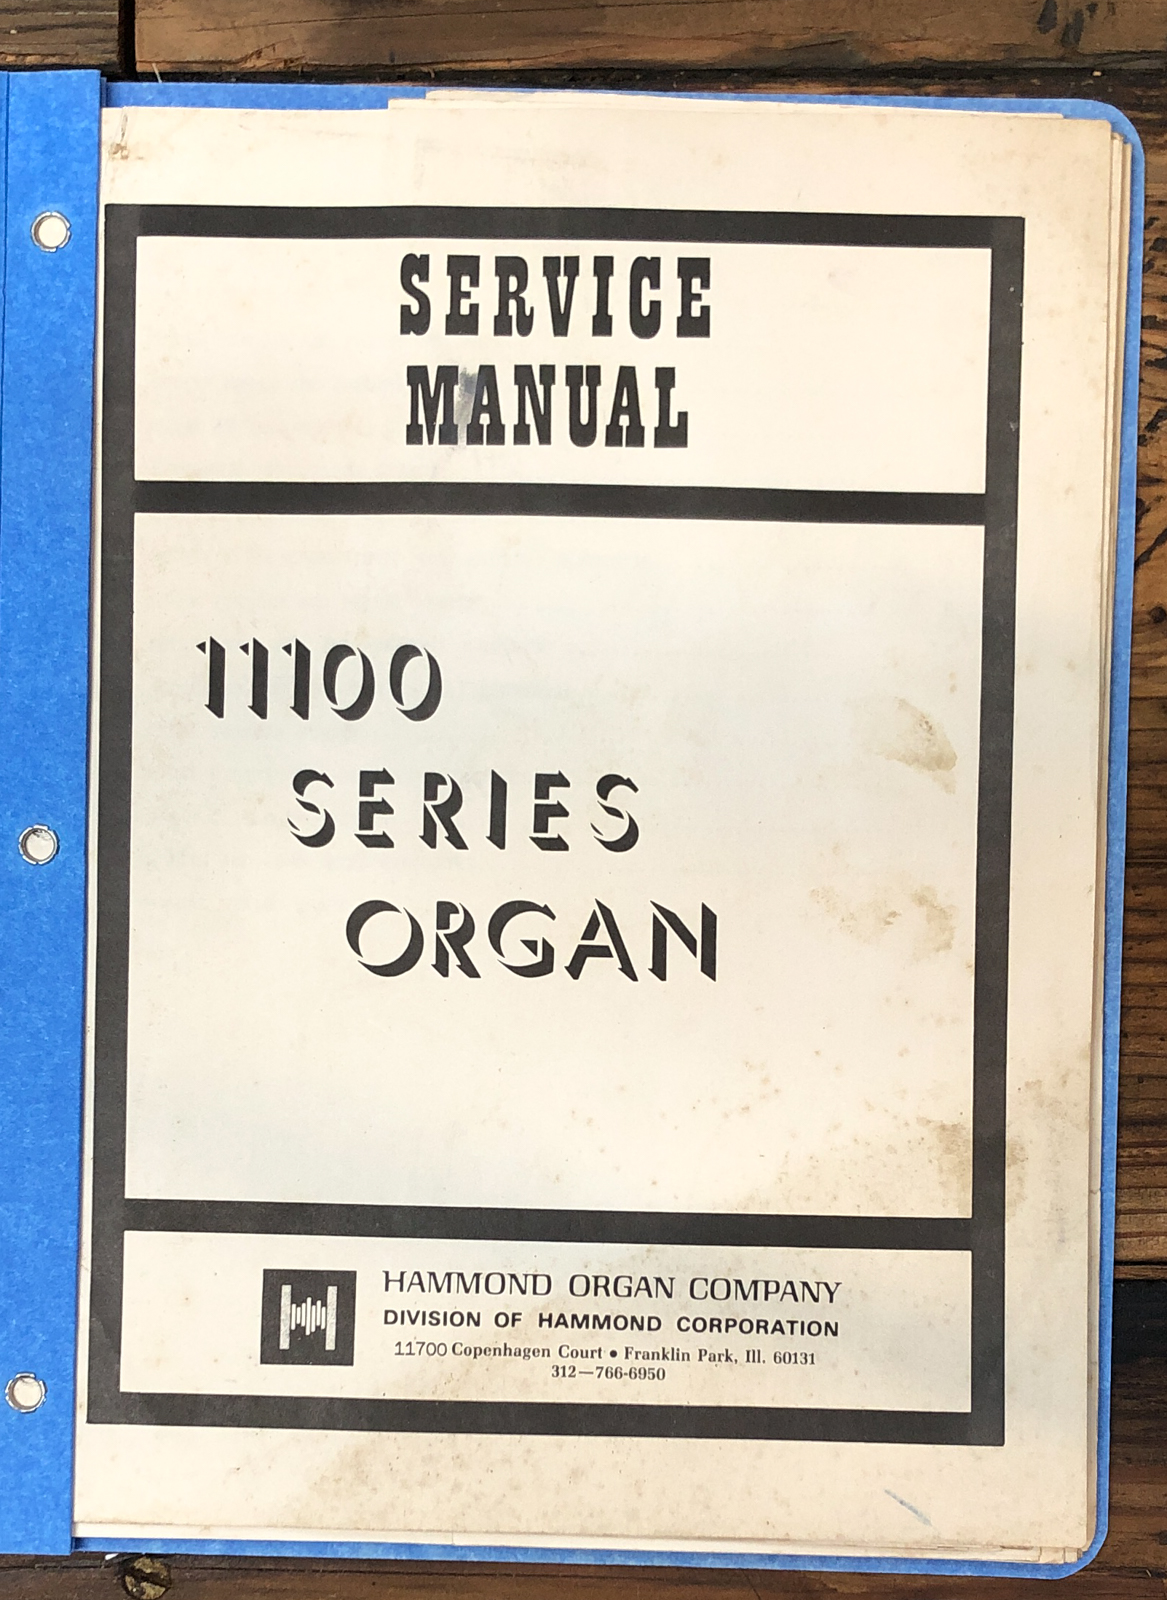 SERVICE
MANUAL
11100
SERIES
ORGAN
HAMMOND ORGAN COMPANY
DIVISION OF HAMMOND CORPORATION
11700 Copenhagen Court • Franklin Park, Ill. 60131
312—766-6950